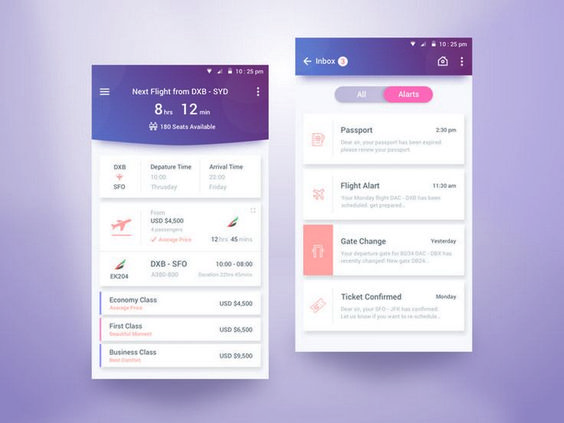 10 : 25 pm
Next Flight from DXB - SYD
8 hrs 12 min
180 Seats Available
DXB
SFO
Depature Time
10:00
Thrusday
Arrival Time
22:00
Friday
From
USD $4,500
4 passengers
Average Price
12 hrs 45 mins
EK204
DXB - SFO
A380-800
10:00 - 08:00
Duration 22hrs 45mins
Economy Class
Average Price
USD $4,500
First Class
Beautiful Moment
USD $6,500
Business Class
Best Comfort
USD $9,500
10 : 25 pm
Inbox 3
All
Alarts
Passport
2:30 pm
Dear sir, your passport has been expired
please renew your passport
Flight Alart
11:30 am
Your Monday flight DAC - DXB has been
scheduled. get prepared...
Gate Change
Yesterday
Your departure gate for BG34 DAC - DBX has
recently changed. New gate DB24...
Ticket Confirmed
Monday
Dear sir, your SFO - JFK has confirmed.
Let us know if you want to re-schedule...